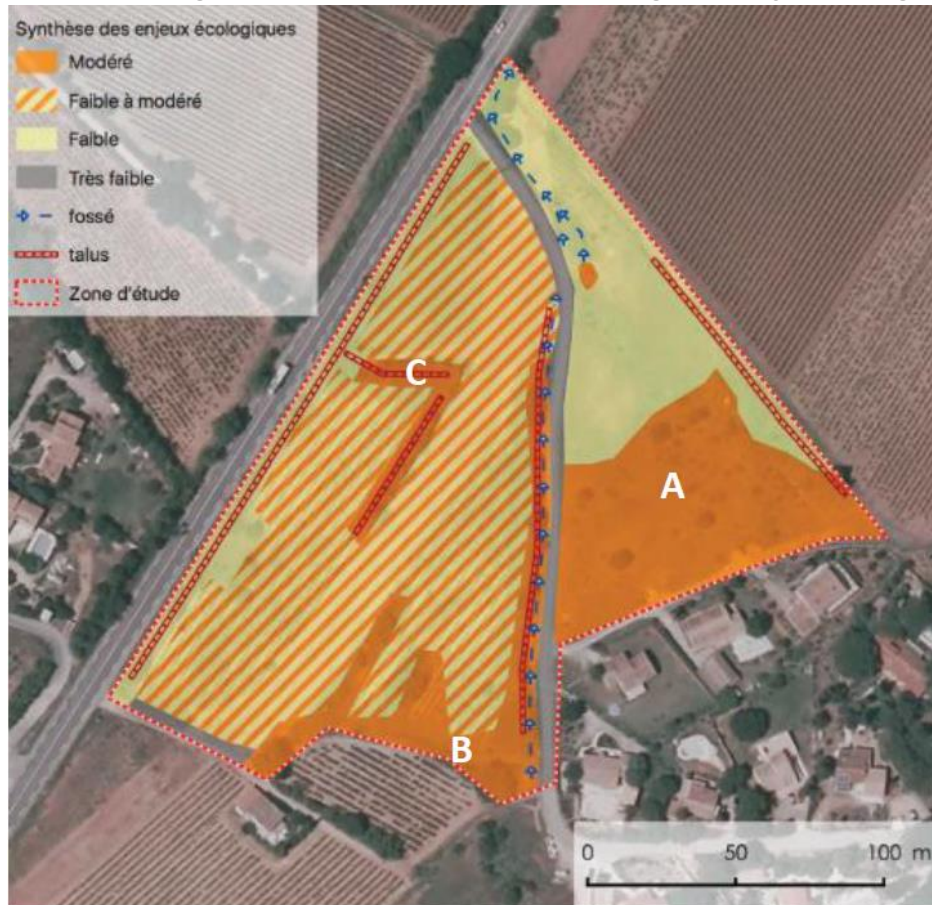 Synthèse des enjeux écologiques
Modéré
Faible à modéré
Faible
Très faible
fossé
talus
Zone d'étude
C
A
B
0 50 100 m